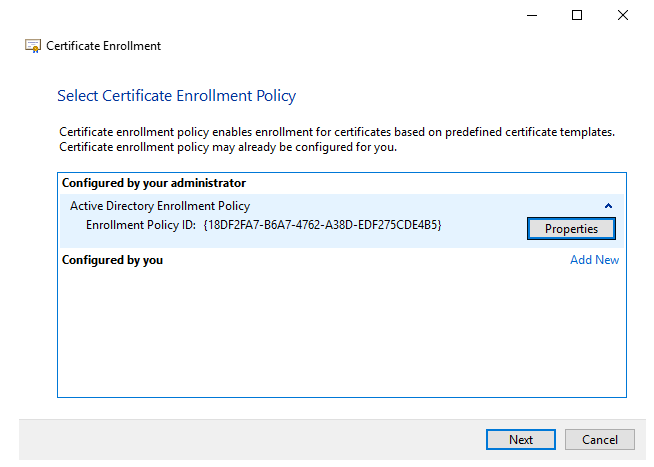 Certificate Enrollment
Select Certificate Enrollment Policy
Certificate enrollment policy enables enrollment for certificates based on predefined certificate templates.
Certificate enrollment policy may already be configured for you.
Configured by your administrator
Active Directory Enrollment Policy
Enrollment Policy ID: {18DF2FA7-B6A7-4762-A38D-EDF275CDE4B5}
Properties
Configured by you Add New
Next Cancel